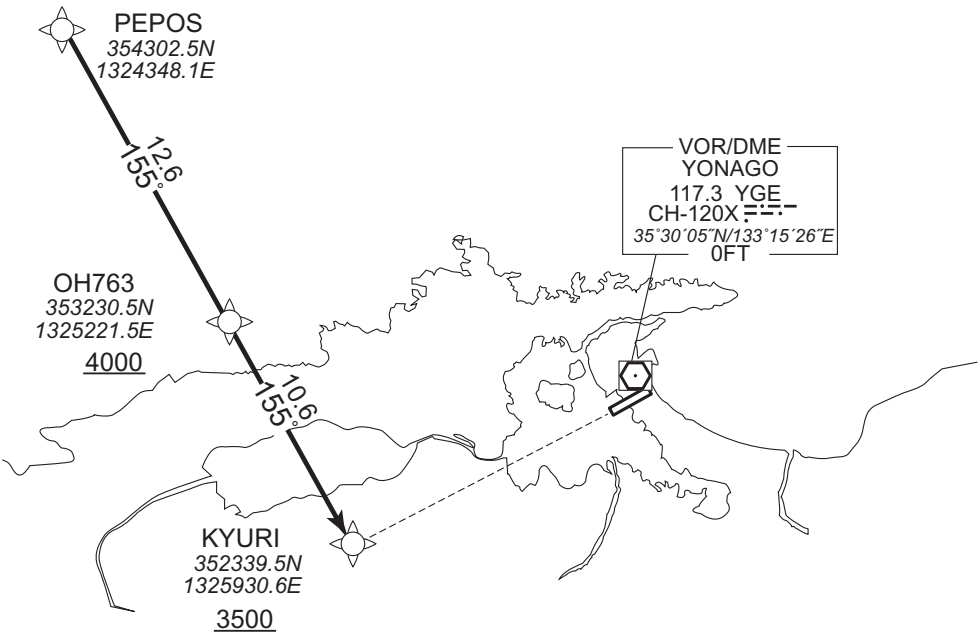 PEPOS
354302.5N
1324348.1E
12.6
155°
VOR/DME
YONAGO
117.3 YGE
CH-120X
35°30´05˝N/133°15´26˝E
0FT
OH763
353230.5N
1325221.5E
4000
10.6
155°
KYURI
352339.5N
1325930.6E
3500